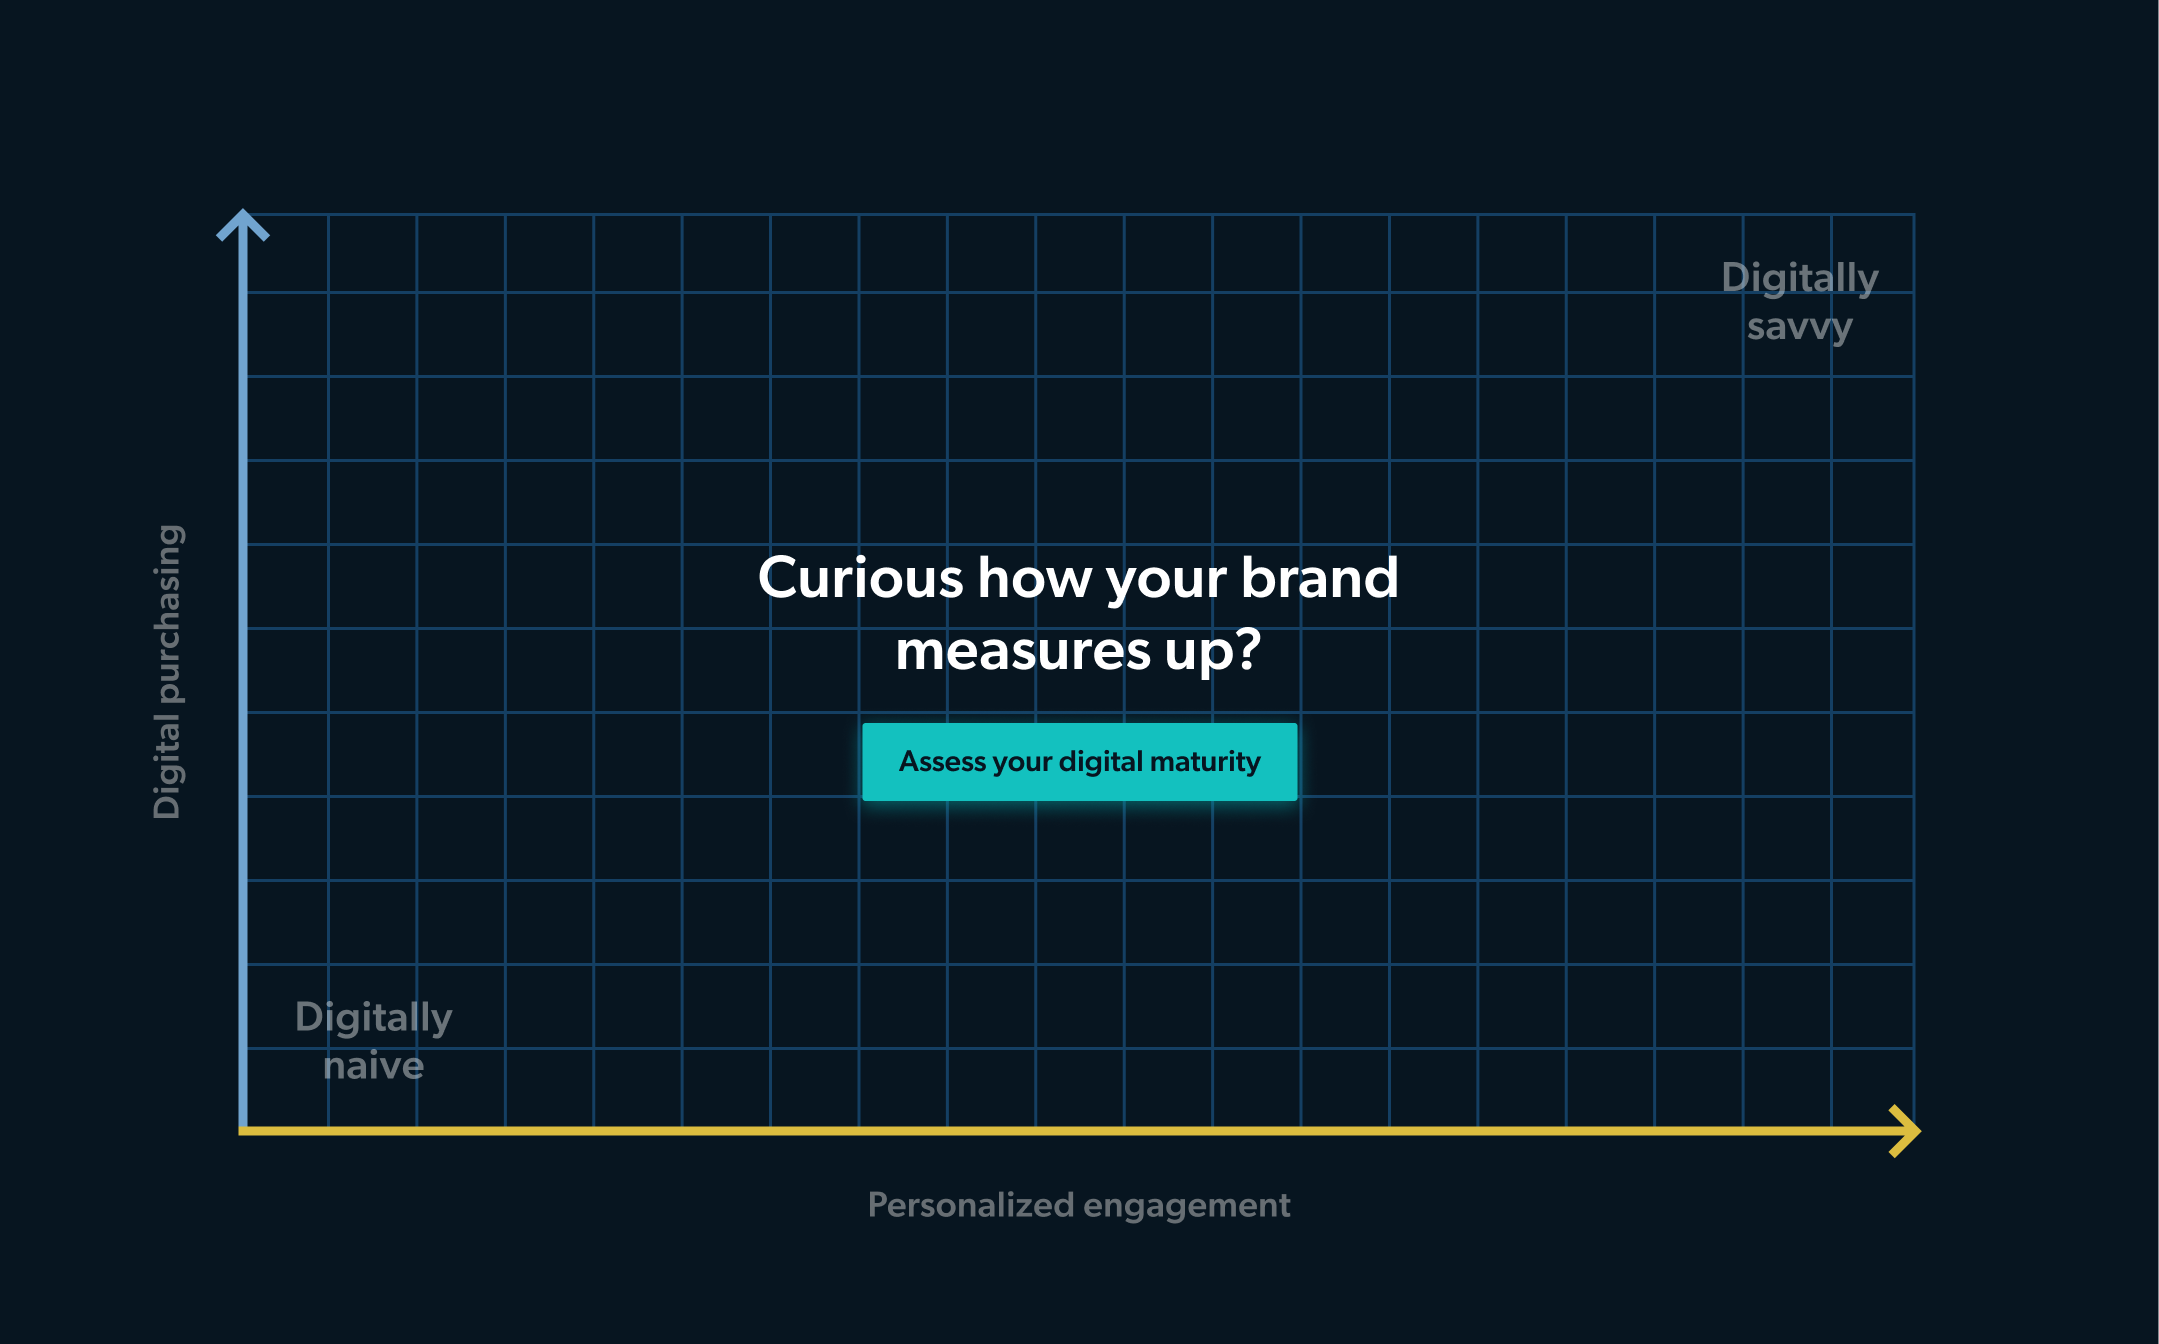 Digitally
savvy
Digital purchasing
Curious how your brand
measures up?
Assess your digital maturity
Digitally
naive
Personalized engagement